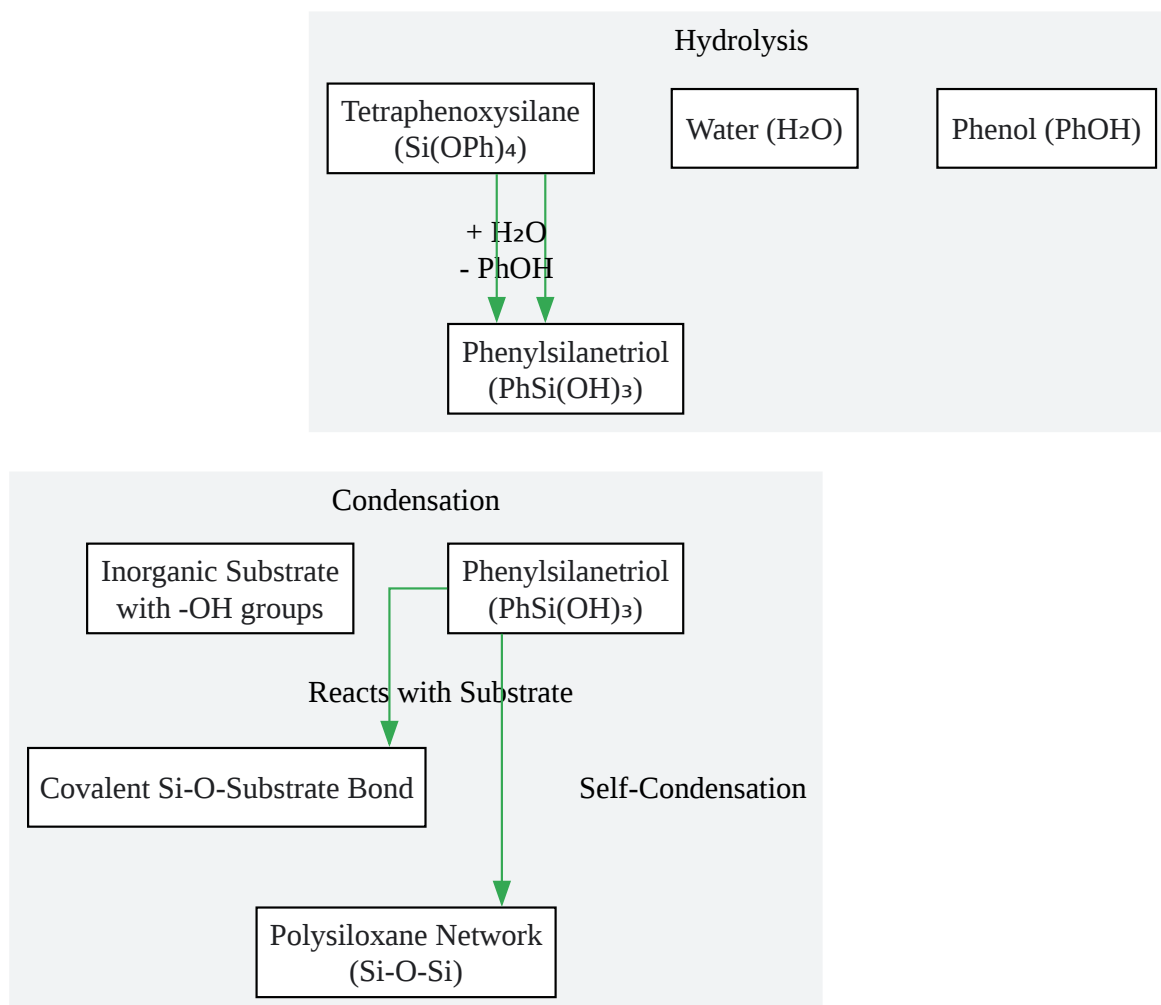 Hydrolysis
Tetraphenoxysilane
(Si(OPh)₄)
Water (H₂O)
Phenol (PhOH)
+ H₂O
- PhOH
Phenylsilanetriol
(PhSi(OH)₃)
Condensation
Inorganic Substrate
with -OH groups
Phenylsilanetriol
(PhSi(OH)₃)
Reacts with Substrate
Covalent Si-O-Substrate Bond
Self-Condensation
Polysiloxane Network
(Si-O-Si)